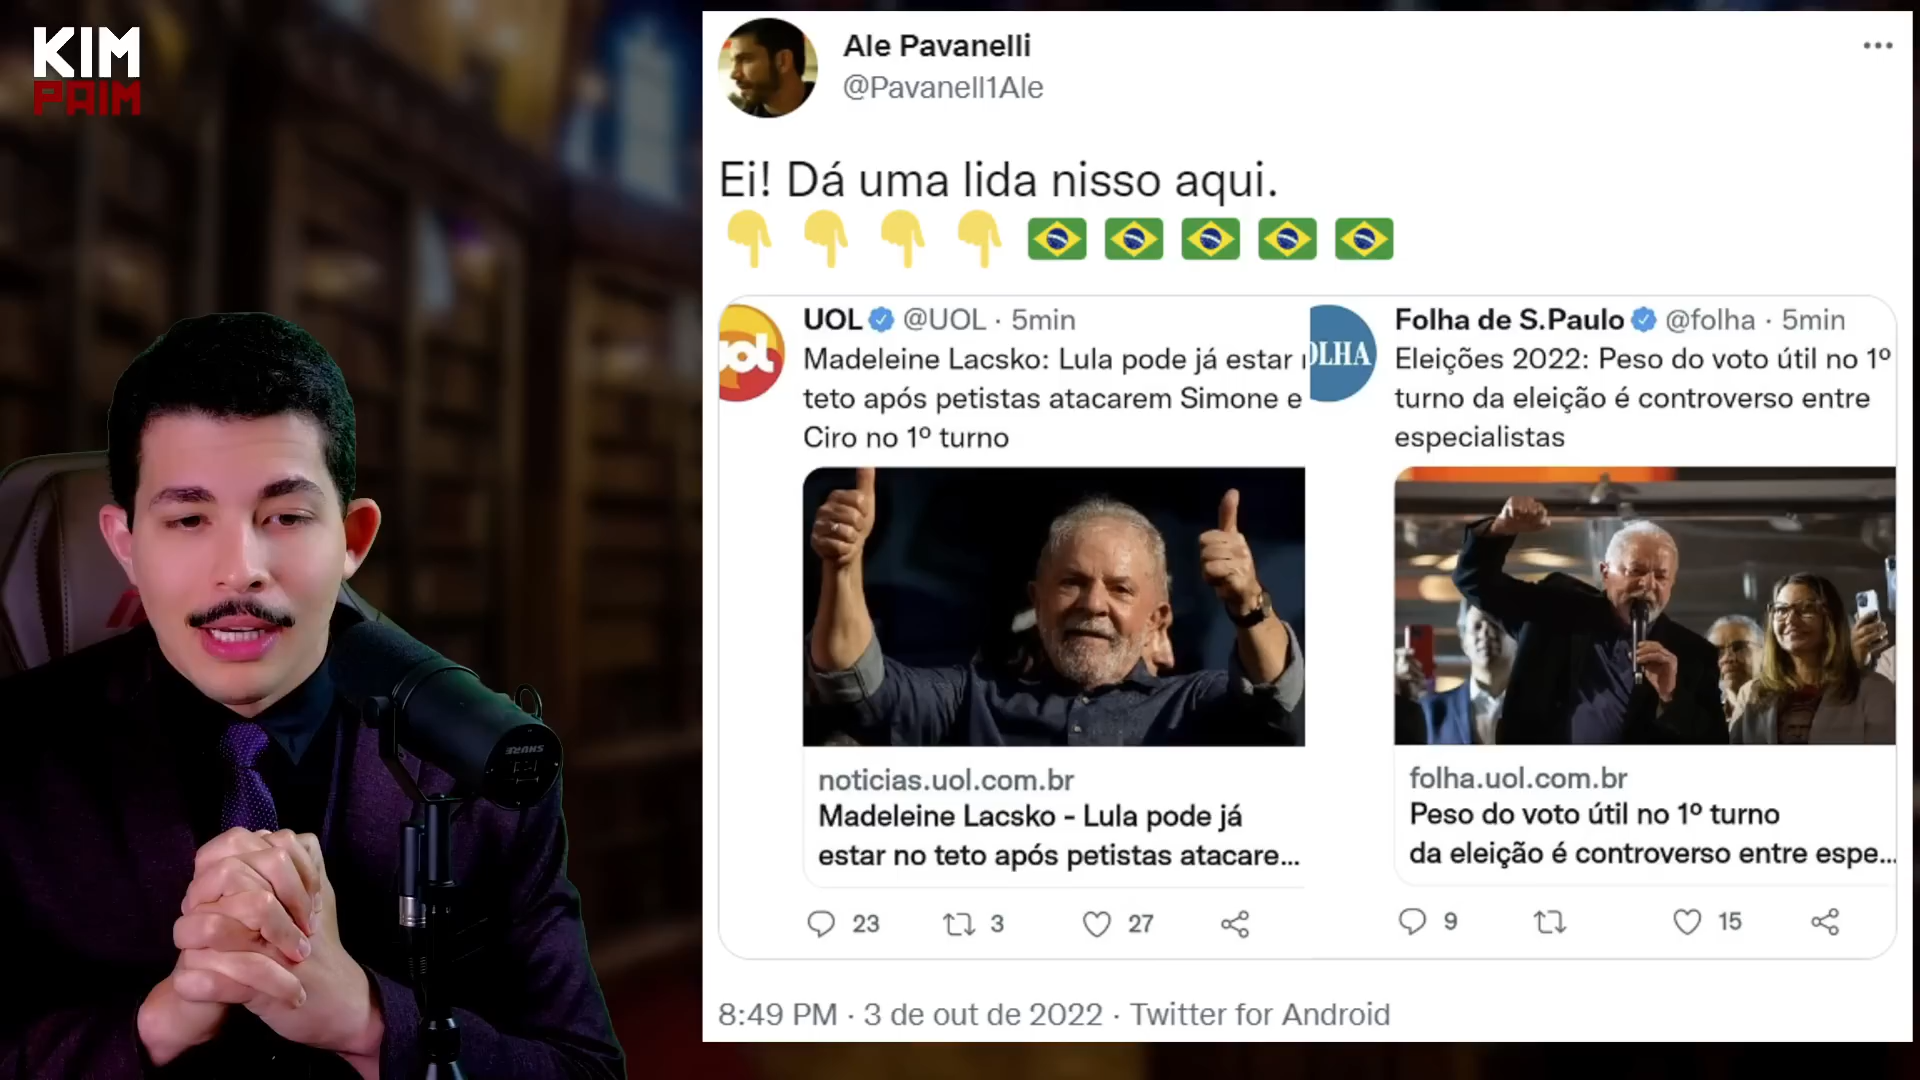 KIM
PAIM
Ale Pavanelli
@Pavanell1Ale
Ei! Dá uma lida nisso aqui.
UOL @UOL · 5min
Madeleine Lacsko: Lula pode já estar
teto após petistas atacarem Simone e
Ciro no 1º turno
noticias.uol.com.br
Madeleine Lacsko - Lula pode já
estar no teto após petistas atacare...
23 3 27
OLHA
Folha de S.Paulo @folha · 5min
Eleições 2022: Peso do voto útil no 1º
turno da eleição é controverso entre
especialistas
folha.uol.com.br
Peso do voto útil no 1º turno
da eleição é controverso entre espe...
9 15
8:49 PM · 3 de out de 2022 · Twitter for Android
SHURE